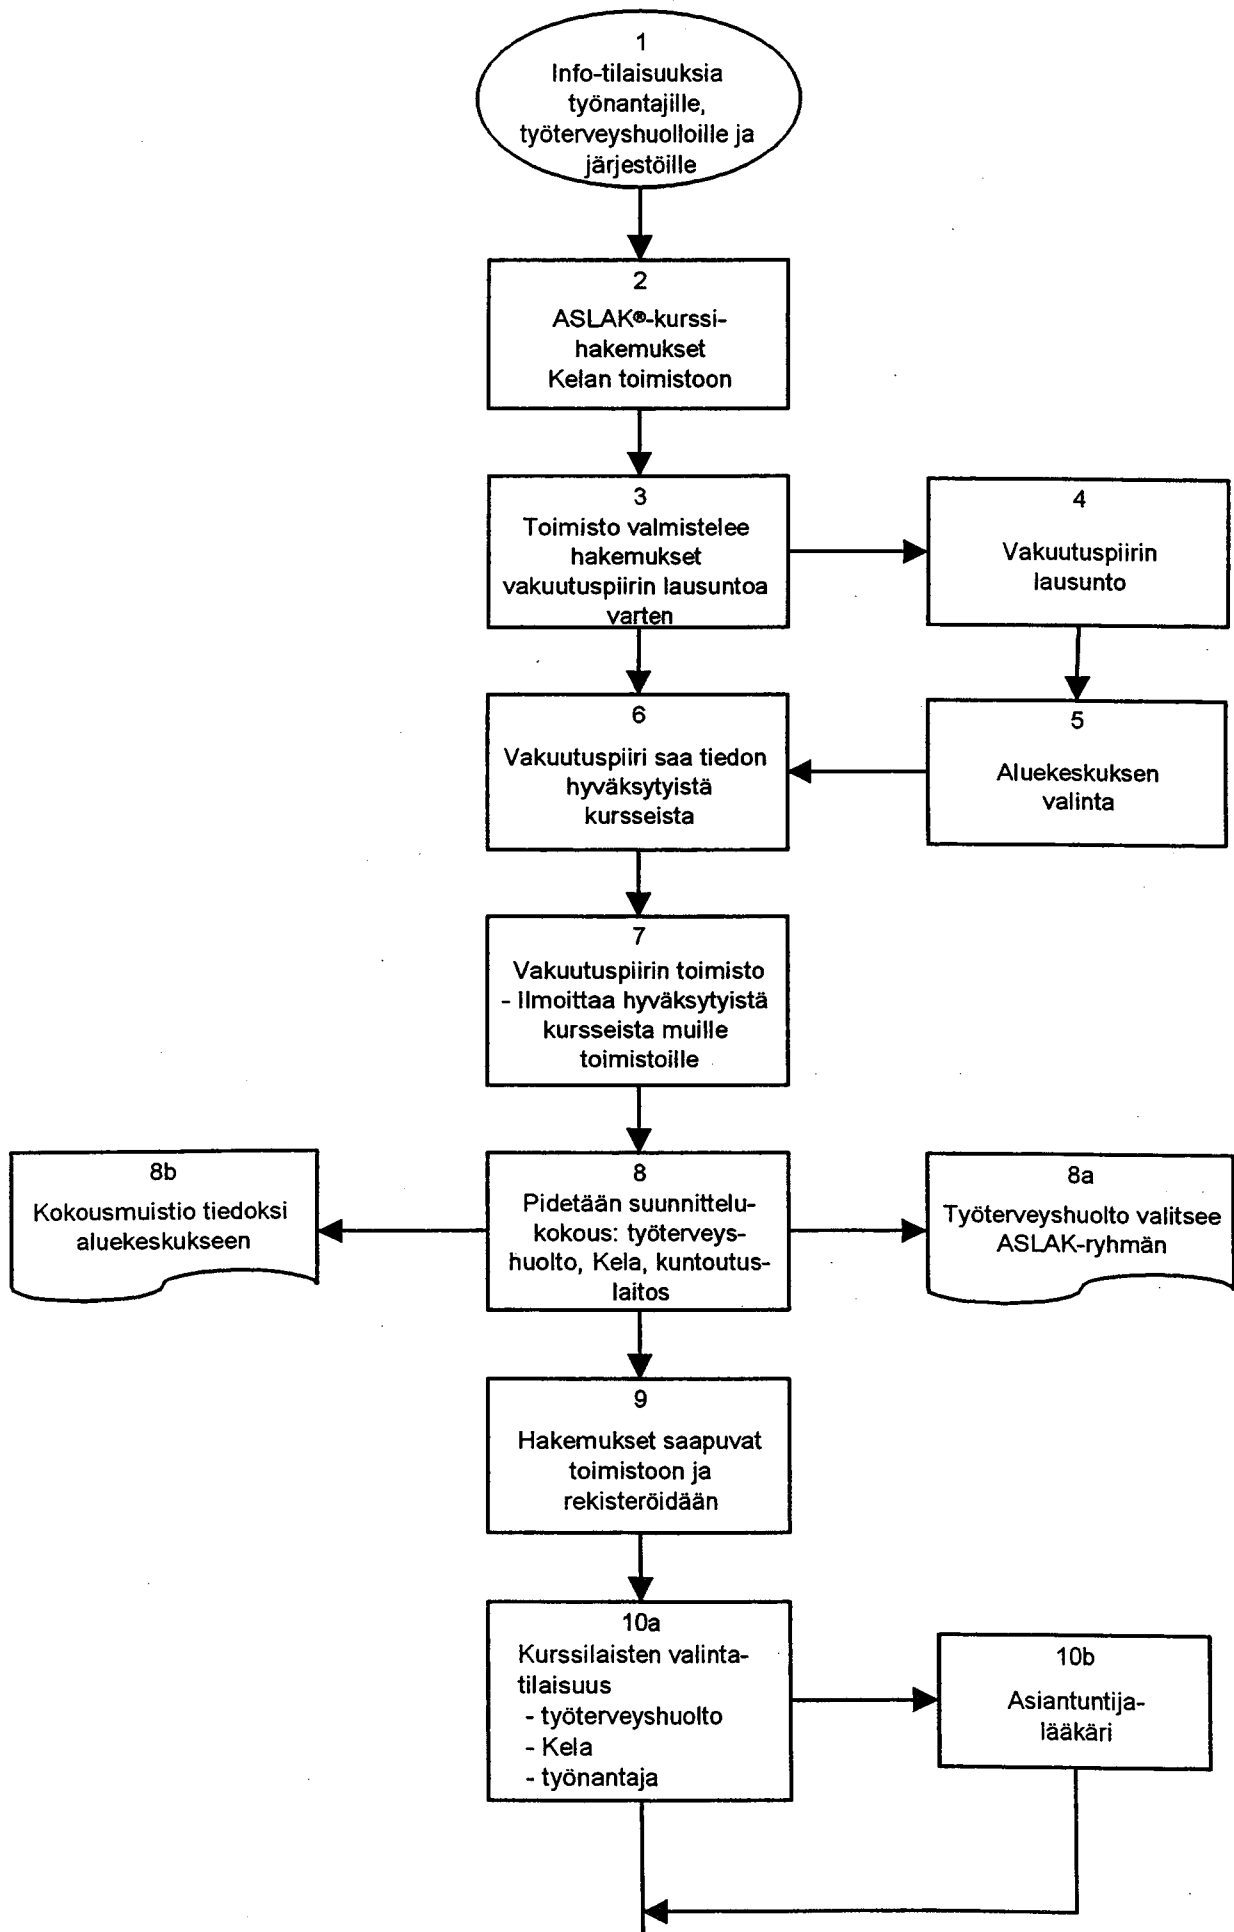 1
Info-tilaisuuksia
työnantajille,
työterveyshuolloille ja
järjestöille
2
ASLAK®-kurssi-
hakemukset
Kelan toimistoon
3
Toimisto valmistelee
hakemukset
vakuutuspiirin lausuntoa
varten
4
Vakuutuspiirin
lausunto
6
Vakuutuspiiri saa tiedon
hyväksytyistä
kursseista
5
Aluekeskuksen
valinta
7
Vakuutuspiirin toimisto
- Ilmoittaa hyväksytyistä
kursseista muille
toimistoille
8b
Kokousmuistio tiedoksi
aluekeskukseen
8
Pidetään suunnittelu-
kokous: työterveys-
huolto, Kela, kuntoutus-
laitos
8a
Työterveyshuolto valitsee
ASLAK-ryhmän
9
Hakemukset saapuvat
toimistoon ja
rekisteröidään
10a
Kurssilaisten valinta-
tilaisuus
- työterveyshuolto
- Kela
- työnantaja
10b
Asiantuntija-
lääkäri